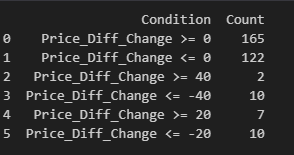 Condition Count
0 Price_Diff_Change >= 0 165
1 Price_Diff_Change <= 0 122
2 Price_Diff_Change >= 40 2
3 Price_Diff_Change <= -40 10
4 Price_Diff_Change >= 20 7
5 Price_Diff_Change <= -20 10